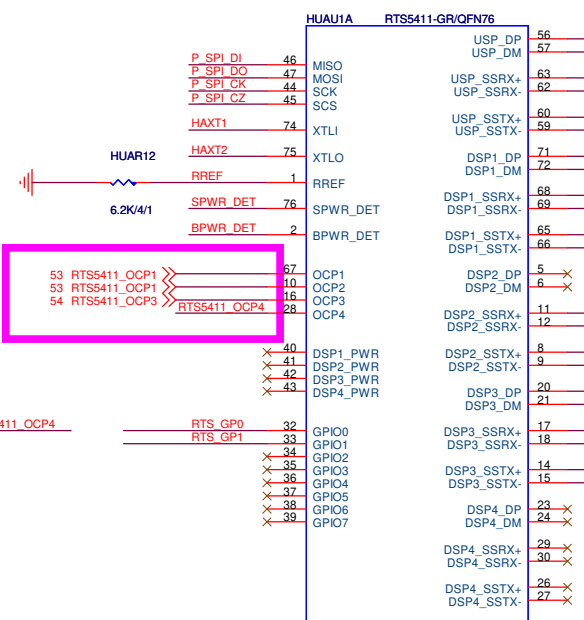 HUAU1A RTS5411-GR/QFN76
P_SPI_DI 46 MISO
P_SPI_DO 47 MOSI
P_SPI_CK 44 SCK
P_SPI_CZ 45 SCS
HAXT1 74 XTLI
HAXT2 75 XTLO
HUAR12
RREF 1 RREF
6.2K/4/1
SPWR_DET 76 SPWR_DET
BPWR_DET 2 BPWR_DET
53 RTS5411_OCP1 67 OCP1
53 RTS5411_OCP1 10 OCP2
54 RTS5411_OCP3 16 OCP3
RTS5411_OCP4 28 OCP4
40 DSP1_PWR
41 DSP2_PWR
42 DSP3_PWR
43 DSP4_PWR
411_OCP4 RTS_GP0 32 GPIO0
RTS_GP1 33 GPIO1
34 GPIO2
35 GPIO3
36 GPIO4
37 GPIO5
38 GPIO6
39 GPIO7
USP_DP 56
USP_DM 57
USP_SSRX+ 63
USP_SSRX- 62
USP_SSTX+ 60
USP_SSTX- 59
DSP1_DP 71
DSP1_DM 72
DSP1_SSRX+ 68
DSP1_SSRX- 69
DSP1_SSTX+ 65
DSP1_SSTX- 66
DSP2_DP 5
DSP2_DM 6
DSP2_SSRX+ 11
DSP2_SSRX- 12
DSP2_SSTX+ 8
DSP2_SSTX- 9
DSP3_DP 20
DSP3_DM 21
DSP3_SSRX+ 17
DSP3_SSRX- 18
DSP3_SSTX+ 14
DSP3_SSTX- 15
DSP4_DP 23
DSP4_DM 24
DSP4_SSRX+ 29
DSP4_SSRX- 30
DSP4_SSTX+ 26
DSP4_SSTX- 27